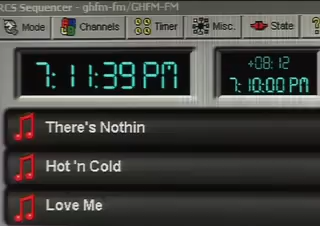 RCS Sequencer - ghfm-fm/GHFM-FM
Mode Channels Timer Misc. State ?
7:11:39 PM
+08:12
7:10:00 PM
There's Nothin
Hot 'n Cold
Love Me